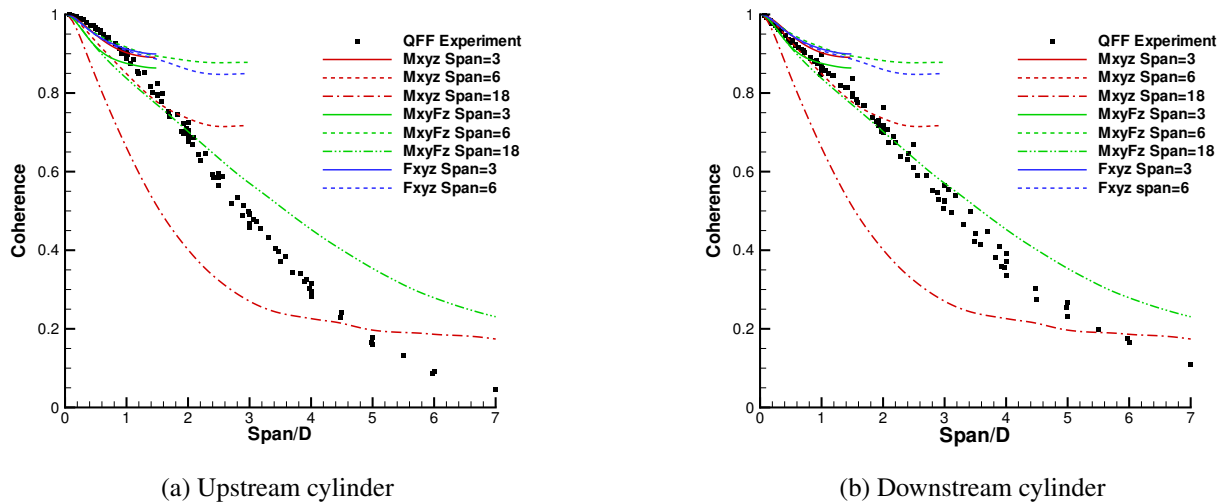 1
0.8
0.6
0.4
0.2
0
0 1 2 3 4 5 6 7
Coherence
Span/D
QFF Experiment
Mxyz Span=3
Mxyz Span=6
Mxyz Span=18
MxyFz Span=3
MxyFz Span=6
MxyFz Span=18
Fxyz Span=3
Fxyz Span=6
(a) Upstream cylinder
1
0.8
0.6
0.4
0.2
0
0 1 2 3 4 5 6 7
Coherence
Span/D
QFF Experiment
Mxyz Span=3
Mxyz Span=6
Mxyz Span=18
MxyFz Span=3
MxyFz Span=6
MxyFz Span=18
Fxyz Span=3
Fxyz span=6
(b) Downstream cylinder